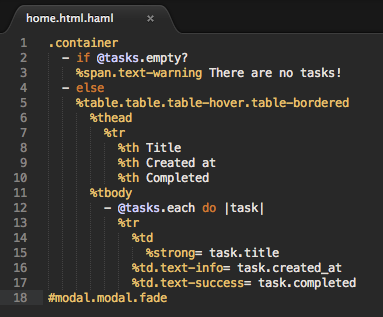 home.html.haml ×
1 .container
2   - if @tasks.empty?
3     %span.text-warning There are no tasks!
4   - else
5     %table.table.table-hover.table-bordered
6       %thead
7         %tr
8           %th Title
9           %th Created at
10           %th Completed
11       %tbody
12         - @tasks.each do |task|
13           %tr
14             %td
15               %strong= task.title
16             %td.text-info= task.created_at
17             %td.text-success= task.completed
18 #modal.modal.fade